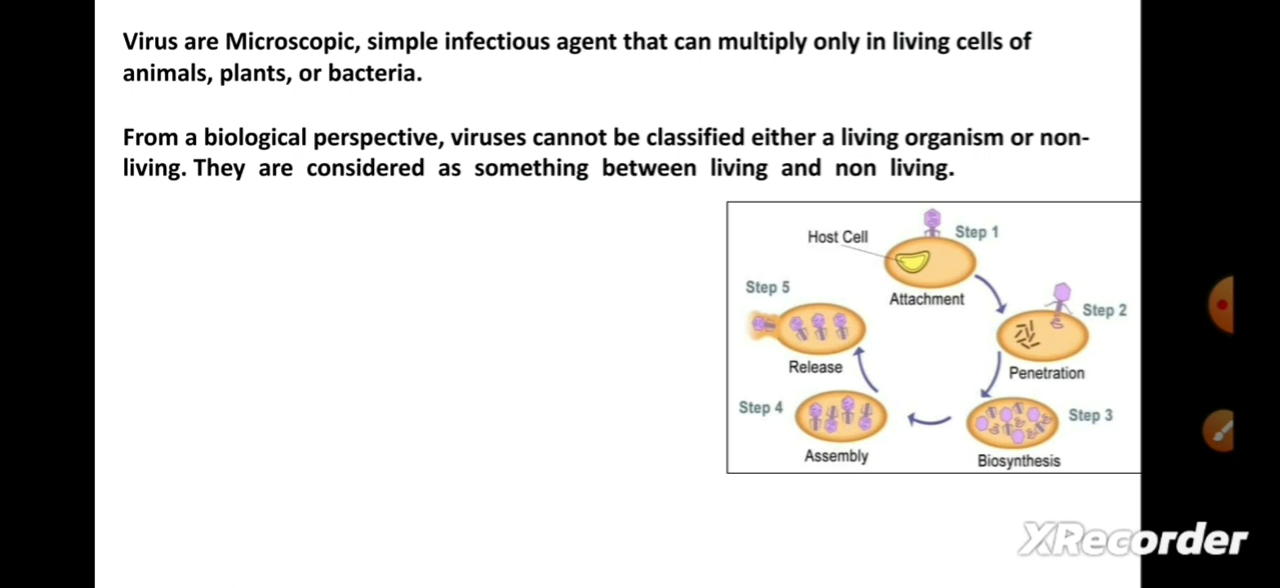 Virus are Microscopic, simple infectious agent that can multiply only in living cells of
animals, plants, or bacteria.
From a biological perspective, viruses cannot be classified either a living organism or non-
living. They are considered as something between living and non living.
Host Cell
Step 1
Attachment
Step 2
Penetration
Step 3
Biosynthesis
Step 4
Assembly
Step 5
Release
XRecorder